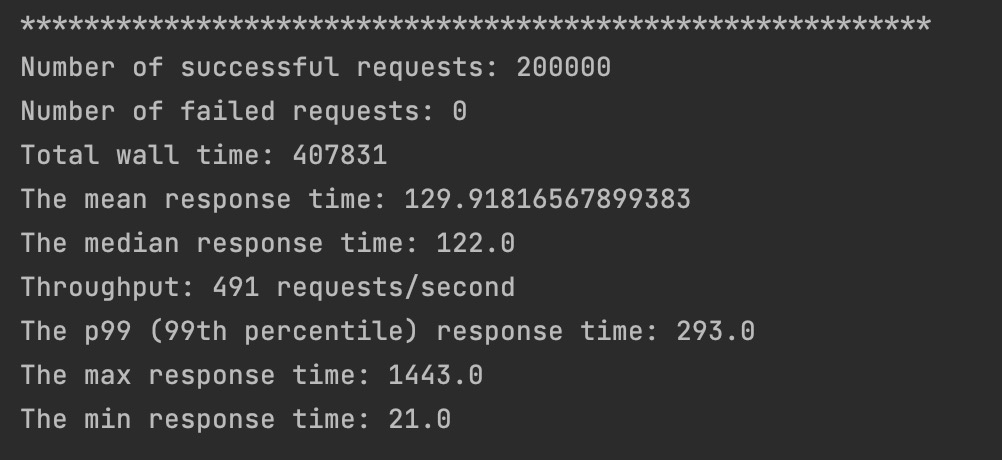 *********************************************************
Number of successful requests: 200000
Number of failed requests: 0
Total wall time: 407831
The mean response time: 129.91816567899383
The median response time: 122.0
Throughput: 491 requests/second
The p99 (99th percentile) response time: 293.0
The max response time: 1443.0
The min response time: 21.0